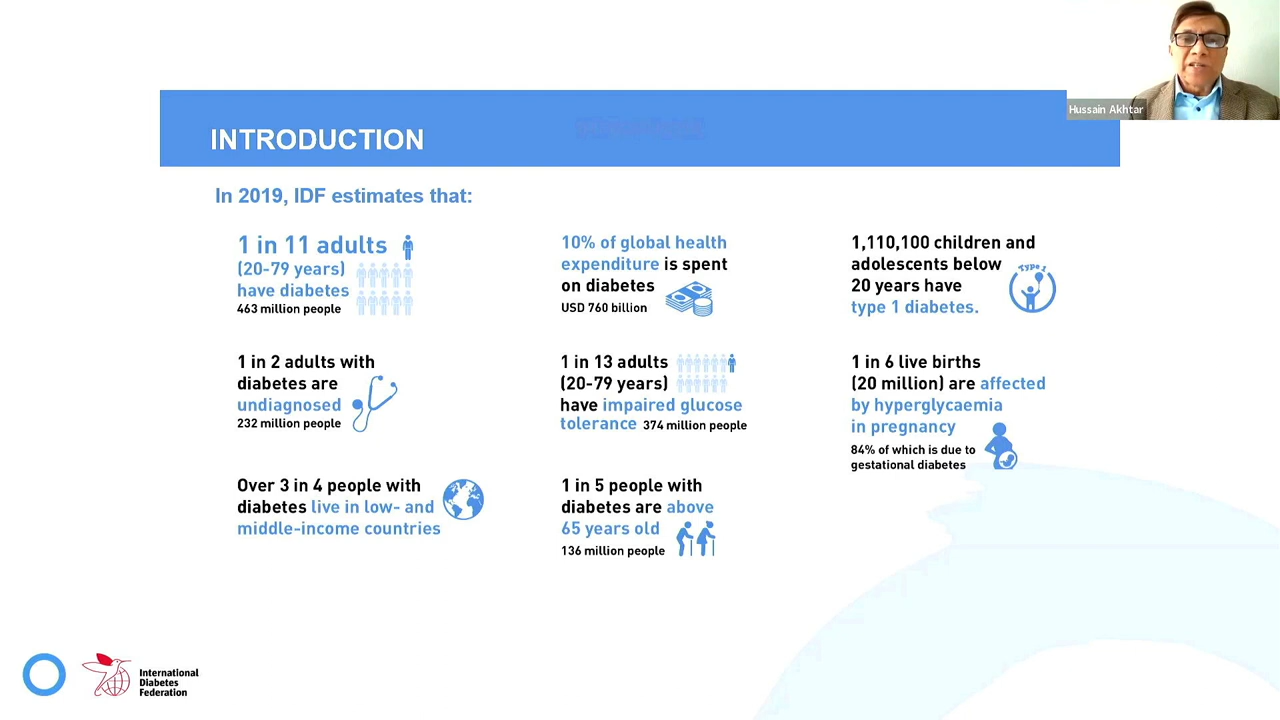 Hussain Akhtar
INTRODUCTION
In 2019, IDF estimates that:
1 in 11 adults
(20-79 years)
have diabetes
463 million people
10% of global health
expenditure is spent
on diabetes
USD 760 billion
1,110,100 children and
adolescents below
20 years have
type 1 diabetes.
Type 1
1 in 2 adults with
diabetes are
undiagnosed
232 million people
1 in 13 adults
(20-79 years)
have impaired glucose
tolerance 374 million people
1 in 6 live births
(20 million) are affected
by hyperglycaemia
in pregnancy
84% of which is due to
gestational diabetes
Over 3 in 4 people with
diabetes live in low- and
middle-income countries
1 in 5 people with
diabetes are above
65 years old
136 million people
International
Diabetes
Federation